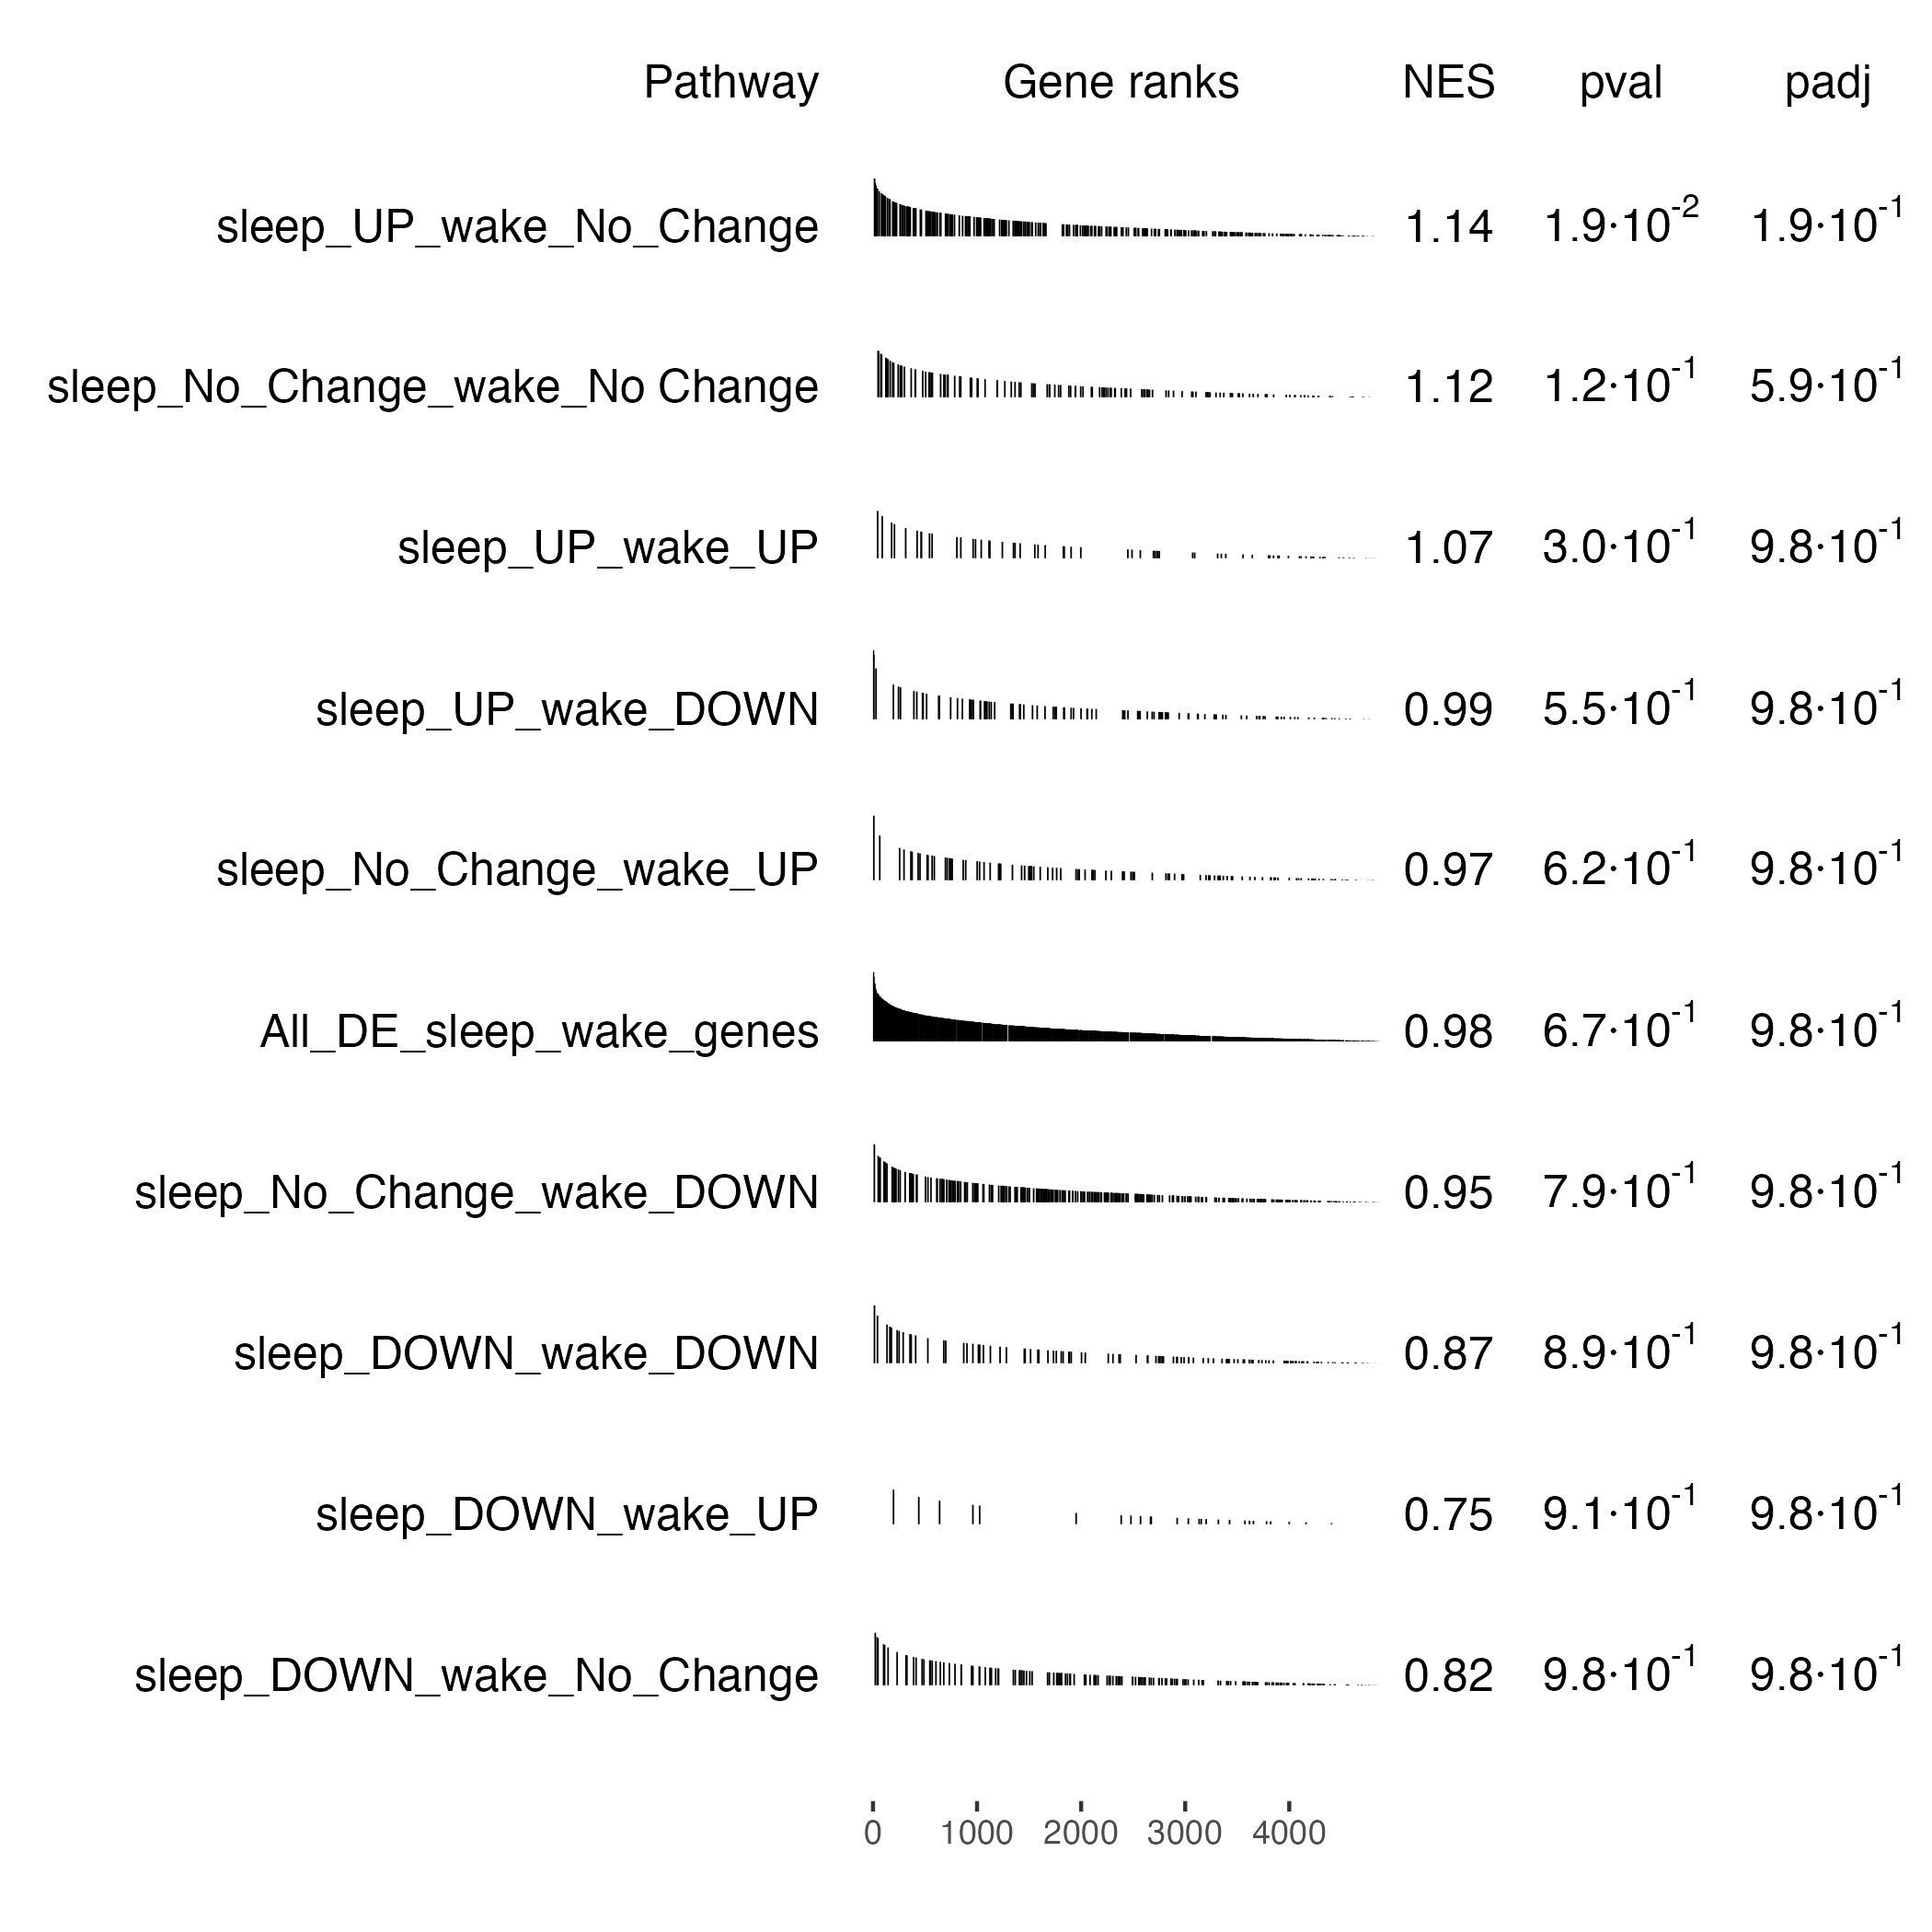 Pathway Gene ranks NES pval padj
sleep_UP_wake_No_Change 1.14 1.9·10⁻² 1.9·10⁻¹
sleep_No_Change_wake_No Change 1.12 1.2·10⁻¹ 5.9·10⁻¹
sleep_UP_wake_UP 1.07 3.0·10⁻¹ 9.8·10⁻¹
sleep_UP_wake_DOWN 0.99 5.5·10⁻¹ 9.8·10⁻¹
sleep_No_Change_wake_UP 0.97 6.2·10⁻¹ 9.8·10⁻¹
All_DE_sleep_wake_genes 0.98 6.7·10⁻¹ 9.8·10⁻¹
sleep_No_Change_wake_DOWN 0.95 7.9·10⁻¹ 9.8·10⁻¹
sleep_DOWN_wake_DOWN 0.87 8.9·10⁻¹ 9.8·10⁻¹
sleep_DOWN_wake_UP 0.75 9.1·10⁻¹ 9.8·10⁻¹
sleep_DOWN_wake_No_Change 0.82 9.8·10⁻¹ 9.8·10⁻¹
0 1000 2000 3000 4000